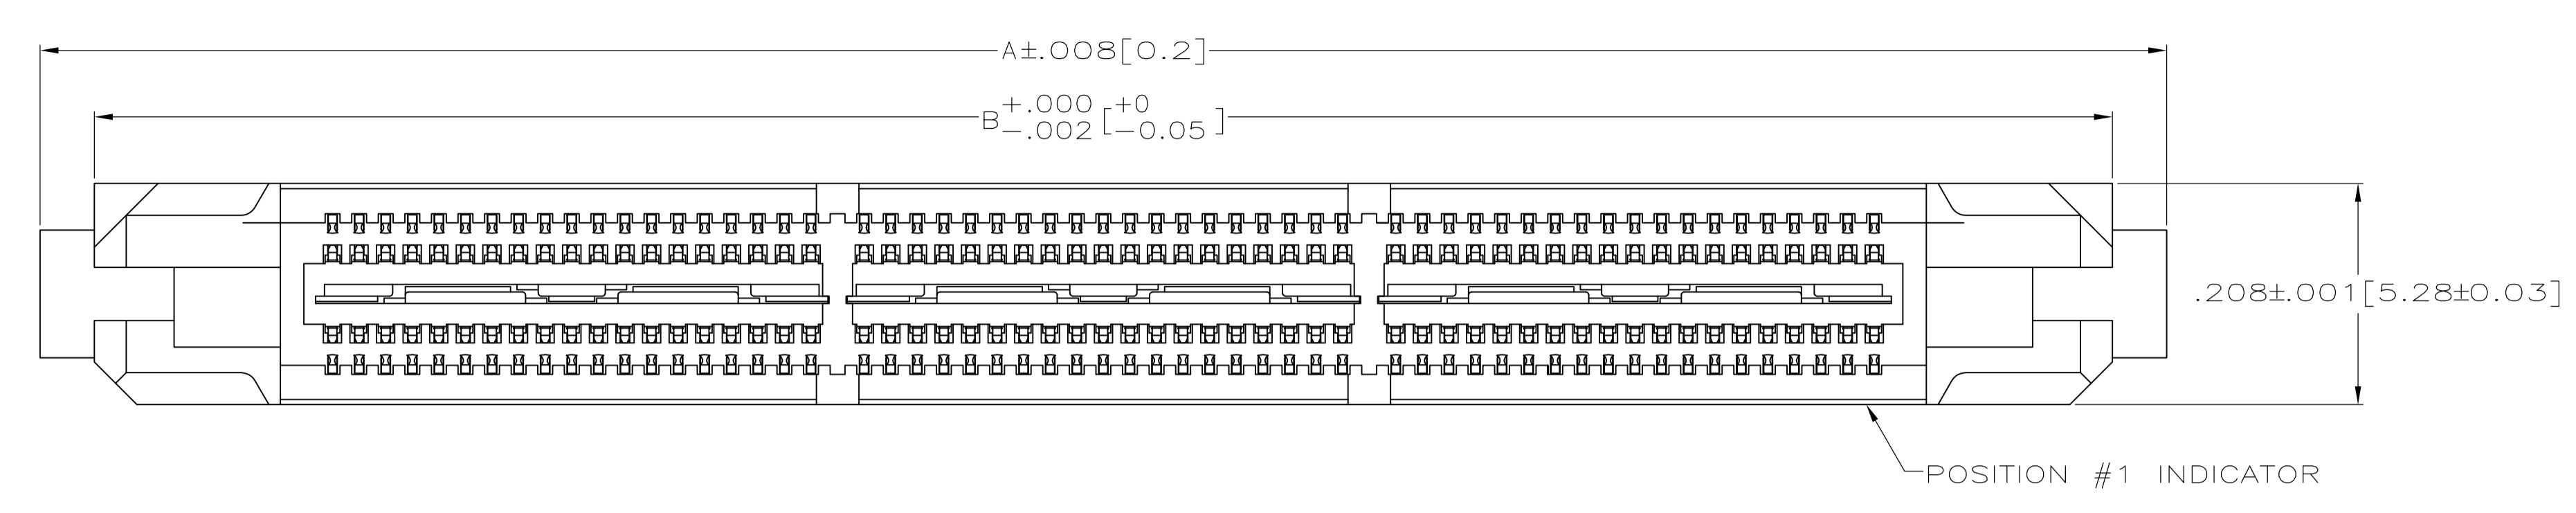 A±.008[0.2]
B+.000 [+0
-.002 [-0.05]
.208±.001[5.28±0.03]
POSITION #1 INDICATOR